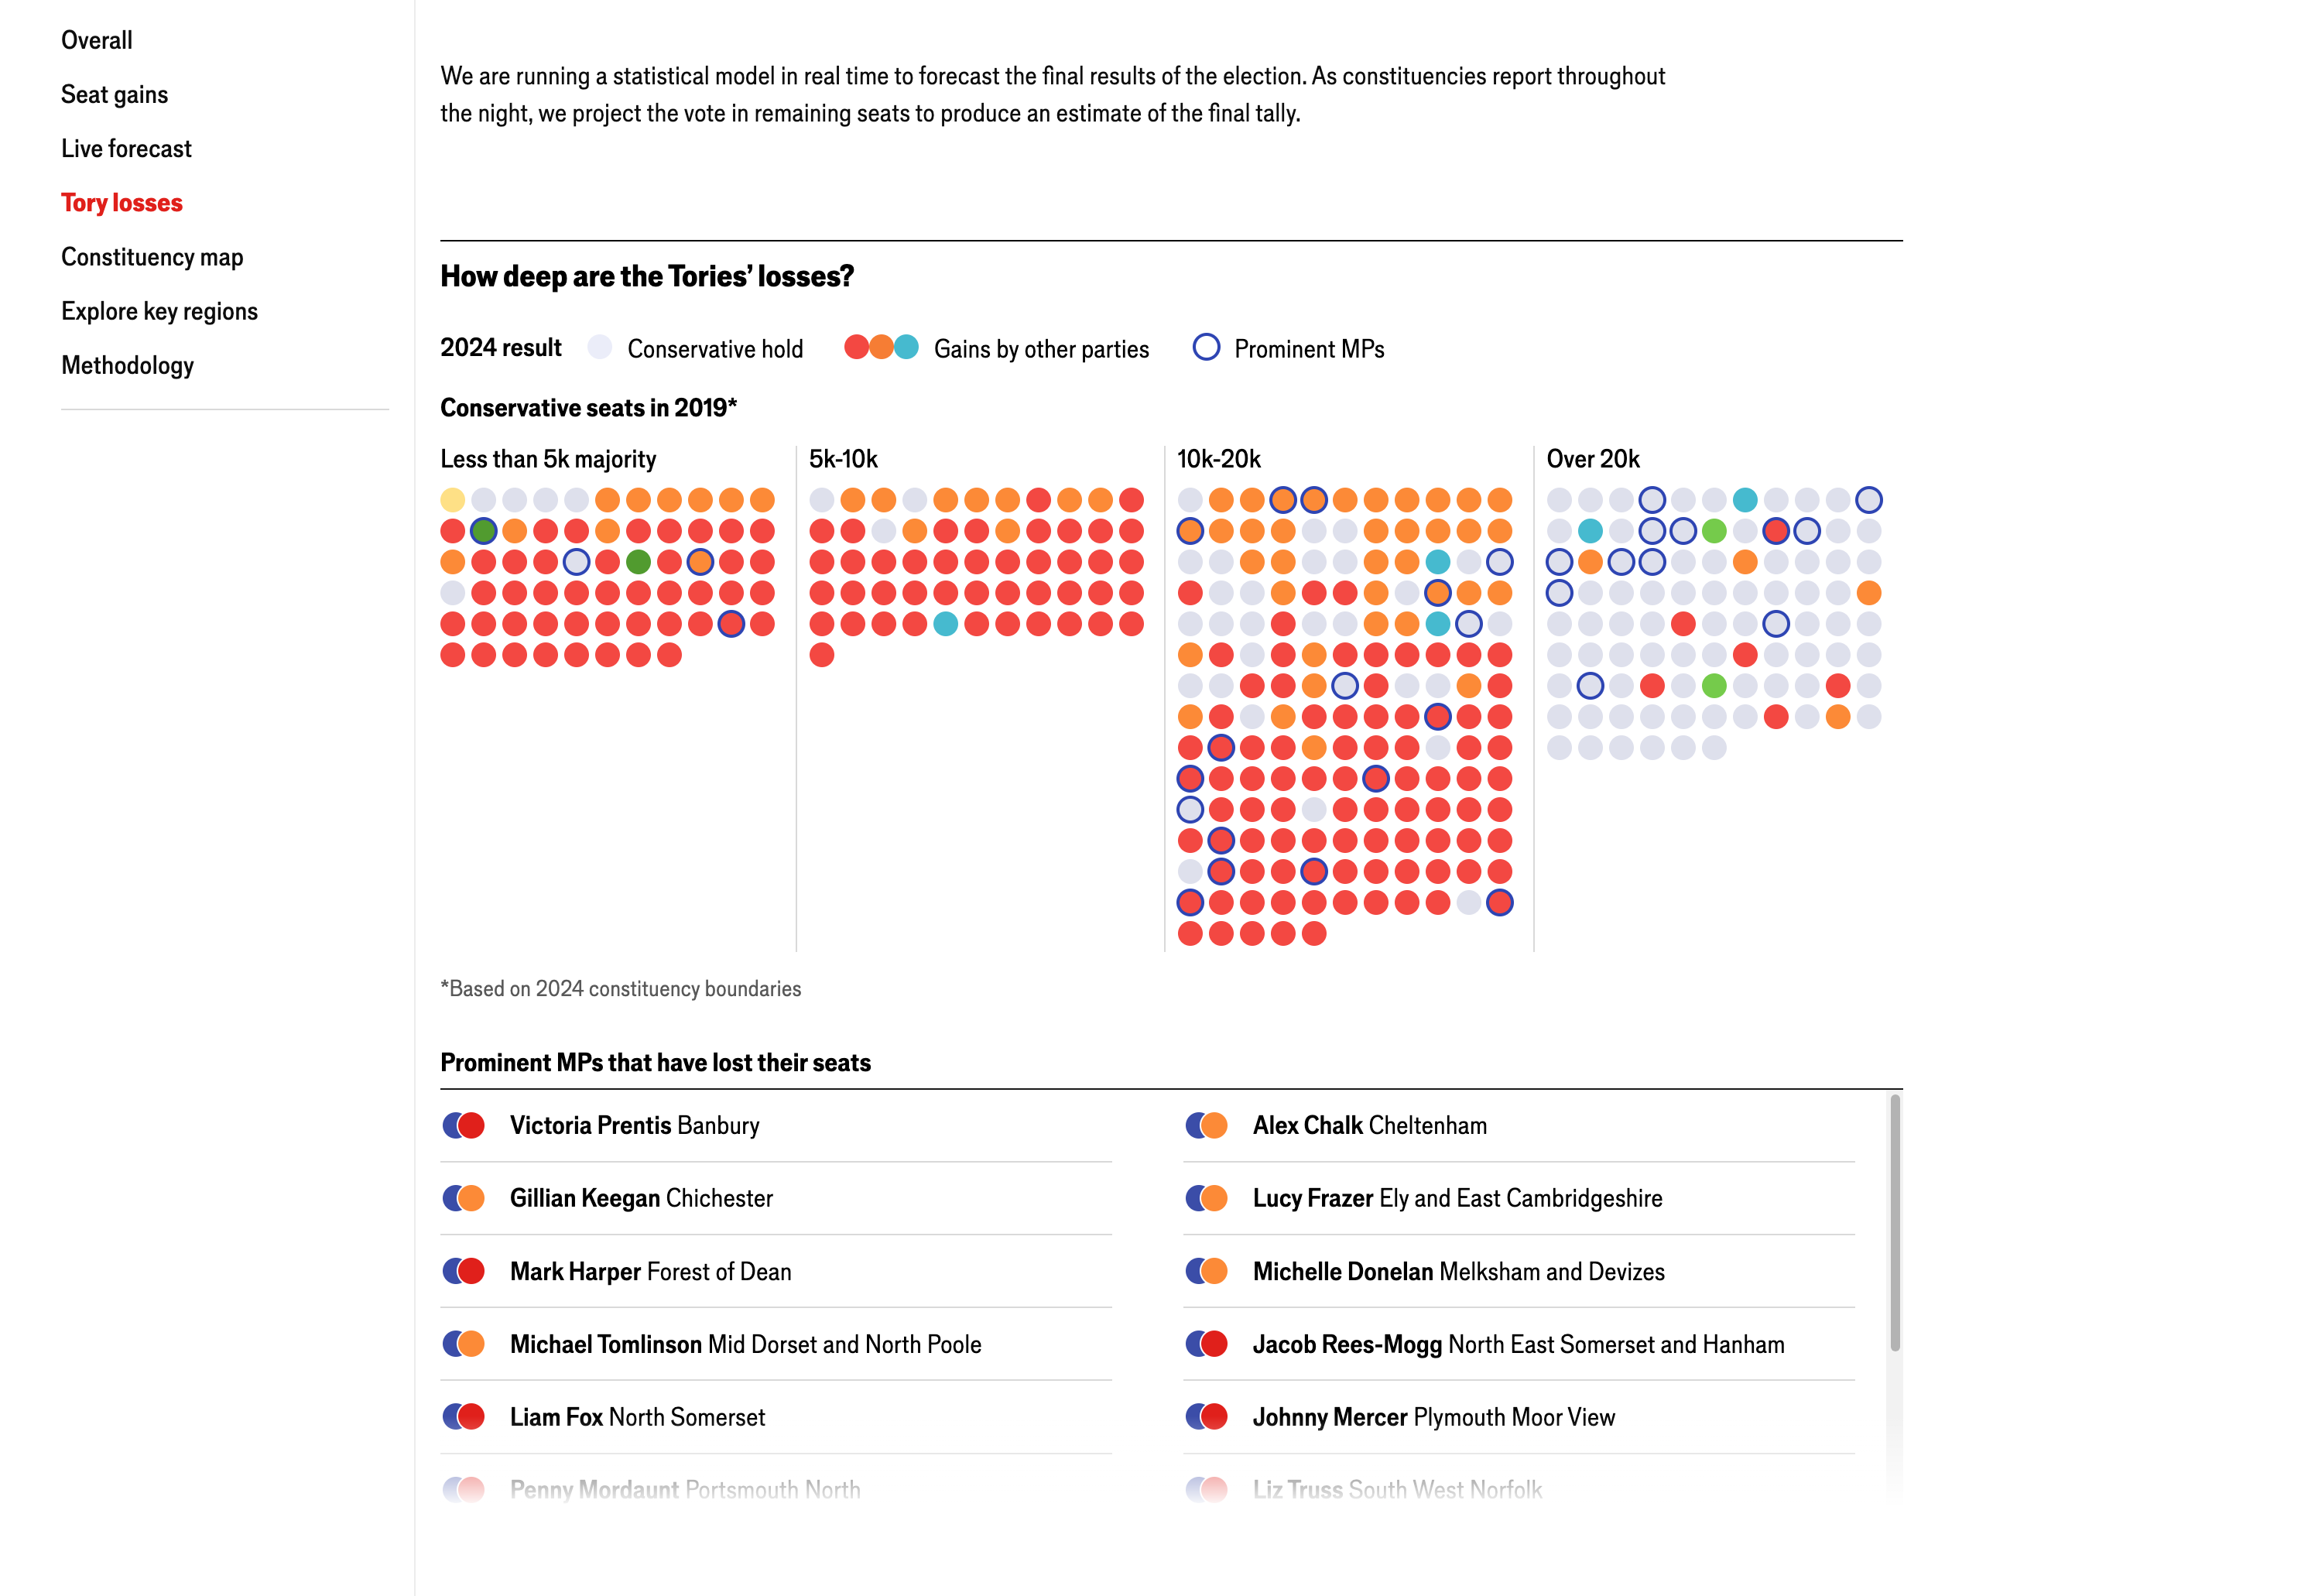 Overall
Seat gains
Live forecast
Tory losses
Constituency map
Explore key regions
Methodology
We are running a statistical model in real time to forecast the final results of the election. As constituencies report throughout
the night, we project the vote in remaining seats to produce an estimate of the final tally.
How deep are the Tories’ losses?
2024 result Conservative hold Gains by other parties Prominent MPs
Conservative seats in 2019*
Less than 5k majority 5k-10k 10k-20k Over 20k
*Based on 2024 constituency boundaries
Prominent MPs that have lost their seats
Victoria Prentis Banbury
Alex Chalk Cheltenham
Gillian Keegan Chichester
Lucy Frazer Ely and East Cambridgeshire
Mark Harper Forest of Dean
Michelle Donelan Melksham and Devizes
Michael Tomlinson Mid Dorset and North Poole
Jacob Rees-Mogg North East Somerset and Hanham
Liam Fox North Somerset
Johnny Mercer Plymouth Moor View
Penny Mordaunt Portsmouth North
Liz Truss South West Norfolk